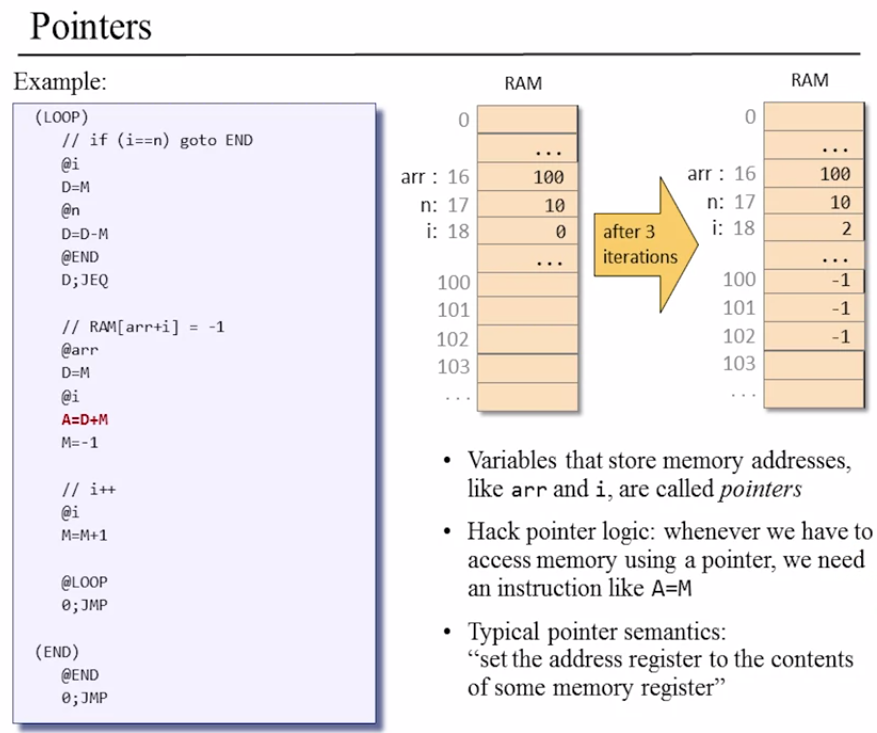 Pointers
Example:
(LOOP)
// if (i==n) goto END
@i
D=M
@n
D=D-M
@END
D;JEQ
// RAM[arr+i] = -1
@arr
D=M
@i
A=D+M
M=-1
// i++
@i
M=M+1
@LOOP
0;JMP
(END)
@END
0;JMP
RAM
0
...
arr : 16 100
n: 17 10
i: 18 0
...
100
101
102
103
...
after 3
iterations
RAM
0
...
arr : 16 100
n: 17 10
i: 18 2
...
100 -1
101 -1
102 -1
103
...
• Variables that store memory addresses,
like arr and i, are called pointers
• Hack pointer logic: whenever we have to
access memory using a pointer, we need
an instruction like A=M
• Typical pointer semantics:
“set the address register to the contents
of some memory register”